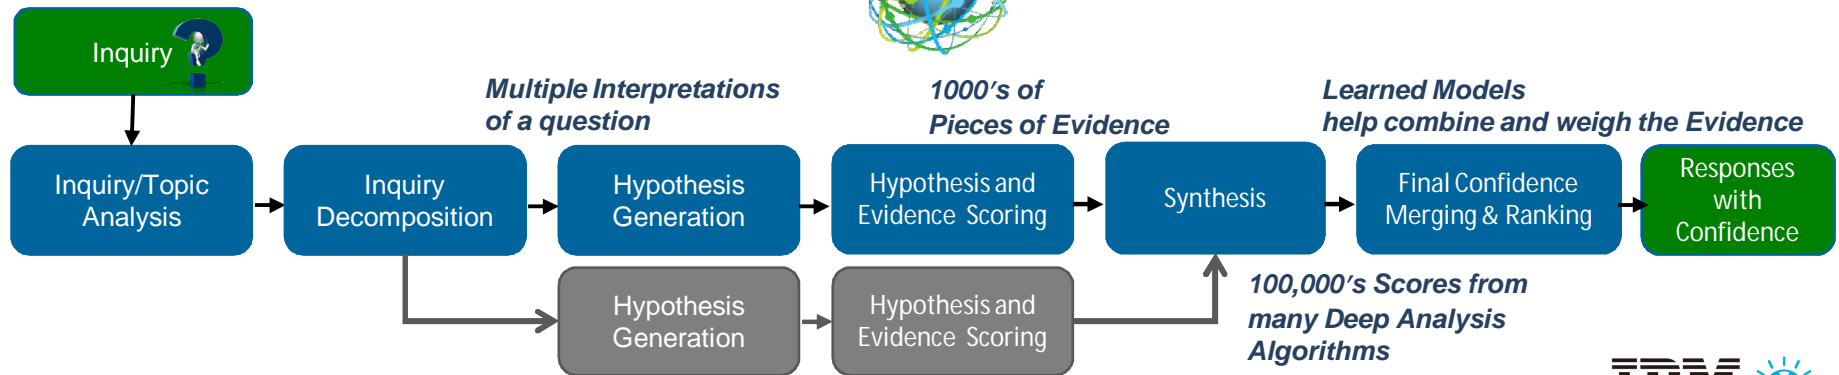 Inquiry
Multiple Interpretations
of a question
1000's of
Pieces of Evidence
Learned Models
help combine and weigh the Evidence
Inquiry/Topic
Analysis
Inquiry
Decomposition
Hypothesis
Generation
Hypothesis and
Evidence Scoring
Synthesis
Final Confidence
Merging & Ranking
Responses
with
Confidence
Hypothesis
Generation
Hypothesis and
Evidence Scoring
100,000's Scores from
many Deep Analysis
Algorithms